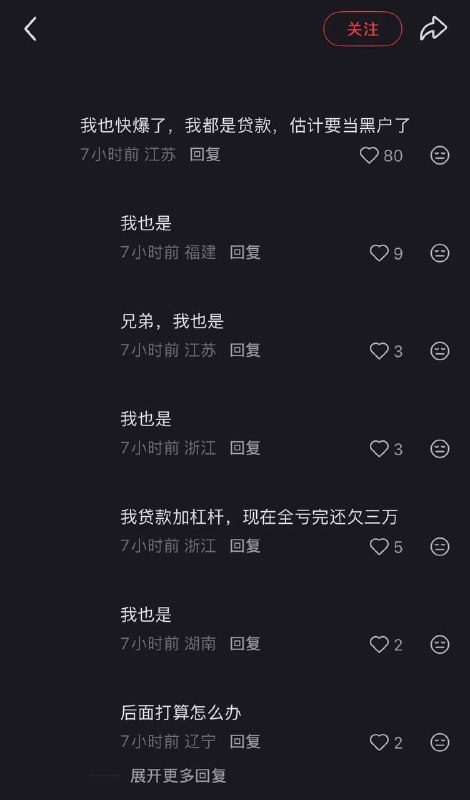 关注
我也快爆了，我都是贷款，估计要当黑户了
7小时前 江苏 回复 80
我也是
7小时前 福建 回复 9
兄弟，我也是
7小时前 江苏 回复 3
我也是
7小时前 浙江 回复 3
我贷款加杠杆，现在全亏完还欠三万
7小时前 浙江 回复 5
我也是
7小时前 湖南 回复 2
后面打算怎么办
7小时前 辽宁 回复 2
展开更多回复